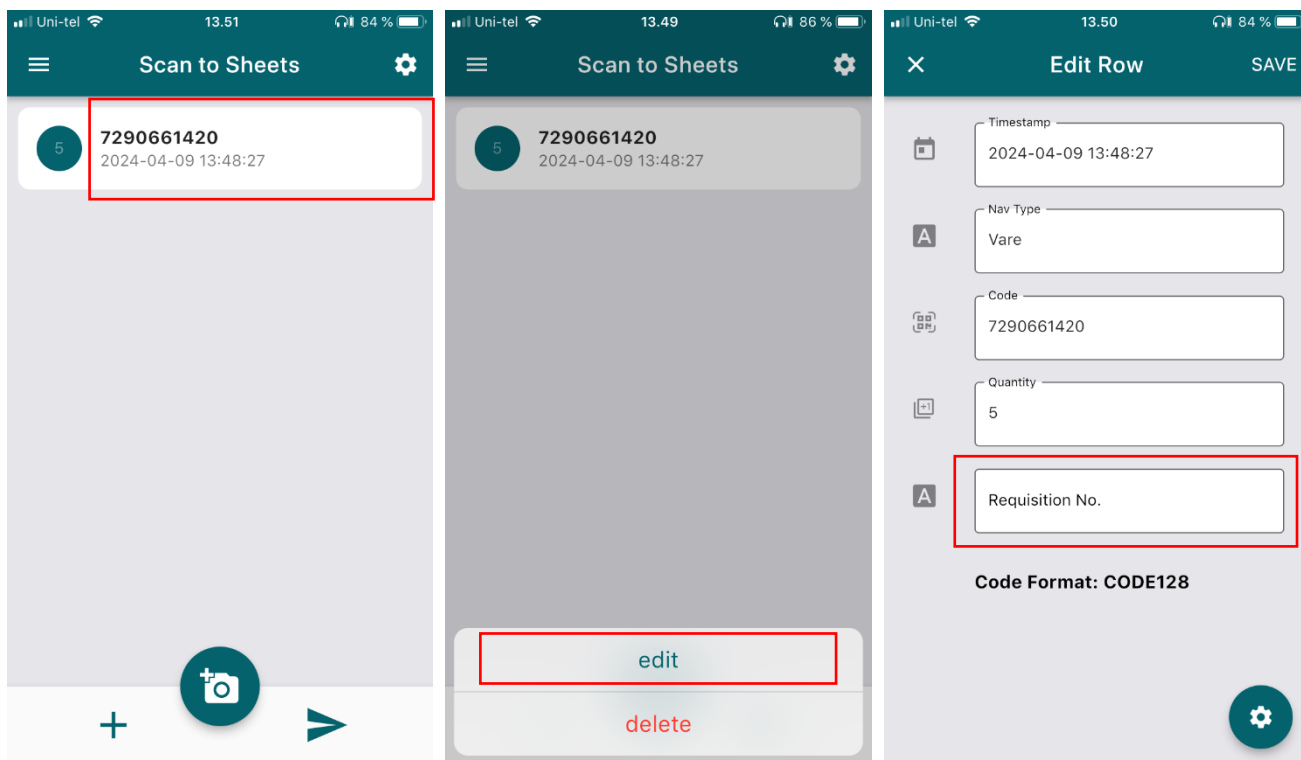 Uni-tel 13.51 84 %
Scan to Sheets
5
7290661420
2024-04-09 13:48:27
Uni-tel 13.49 86 %
Scan to Sheets
5
7290661420
2024-04-09 13:48:27
edit
delete
Uni-tel 13.50 84 %
Edit Row SAVE
Timestamp
2024-04-09 13:48:27
Nav Type
A
Vare
Code
7290661420
Quantity
+1
5
A
Requisition No.
Code Format: CODE128